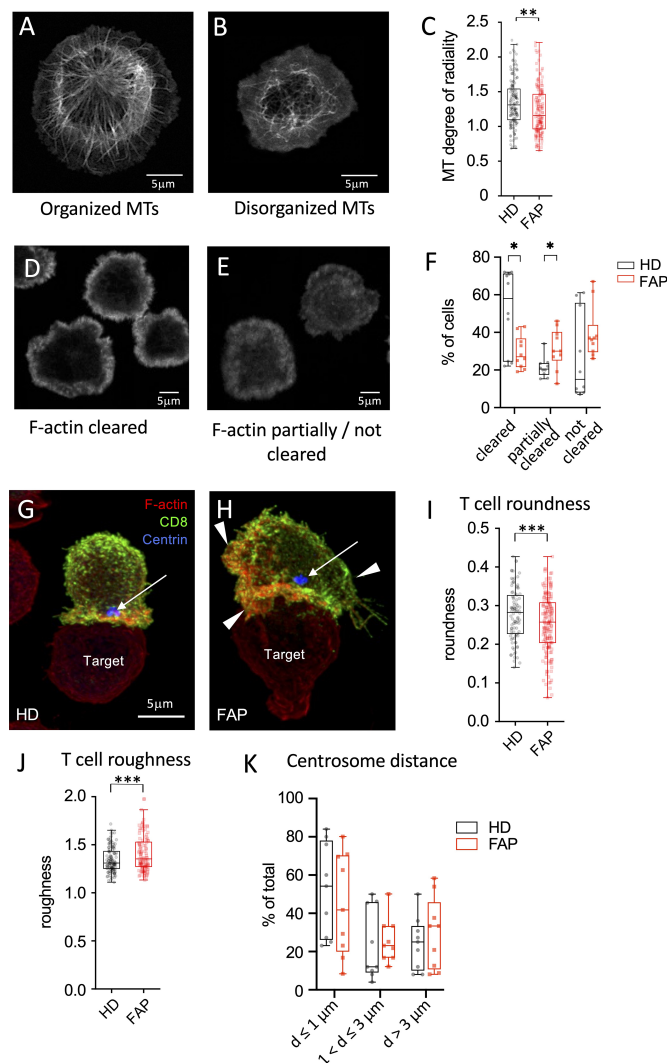 A
B
C
**
2.5
2.0
1.5
1.0
0.5
0
MT degree of radiality
HD
FAP
5μm
5μm
Organized MTs
Disorganized MTs
D
E
F
5μm
5μm
F-actin cleared
F-actin partially / not
cleared
*
*
HD
FAP
80
60
40
20
0
% of cells
cleared
partially
cleared
not
cleared
G
F-actin
CD8
Centrin
Target
HD
5μm
H
Target
FAP
I
T cell roundness
***
0.5
0.4
0.3
0.2
0.1
0.0
roundness
HD
FAP
J
T cell roughness
***
2.0
1.5
1.0
0.5
0.0
roughness
HD
FAP
K
Centrosome distance
HD
FAP
100
80
60
40
20
0
% of total
d ≤ 1 μm
1 < d ≤ 3 μm
d > 3 μm